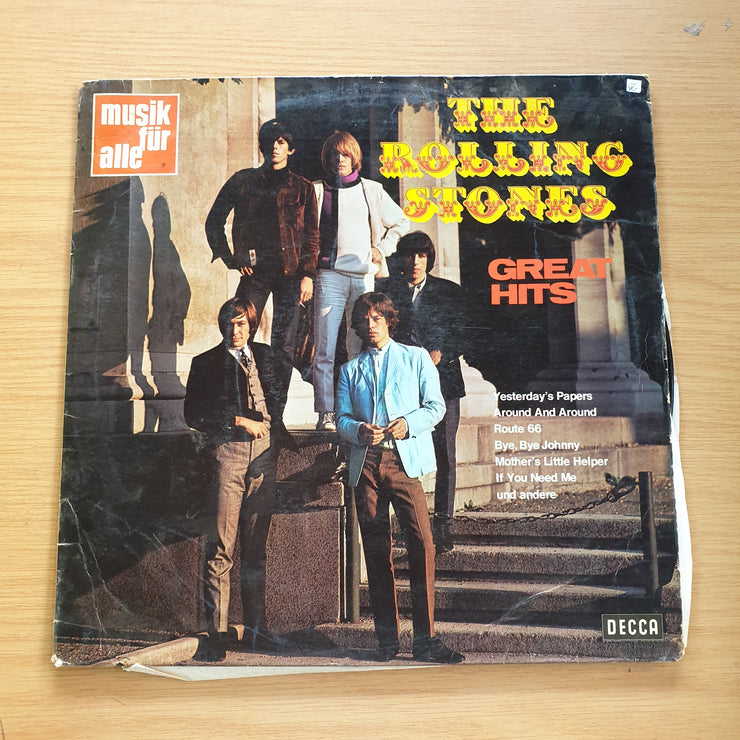 musik
für
alle
THE
ROLLING
STONES
GREAT
HITS
Yesterday's Papers
Around And Around
Route 66
Bye, Bye Johnny
Mother's Little Helper
If You Need Me
und andere
DECCA